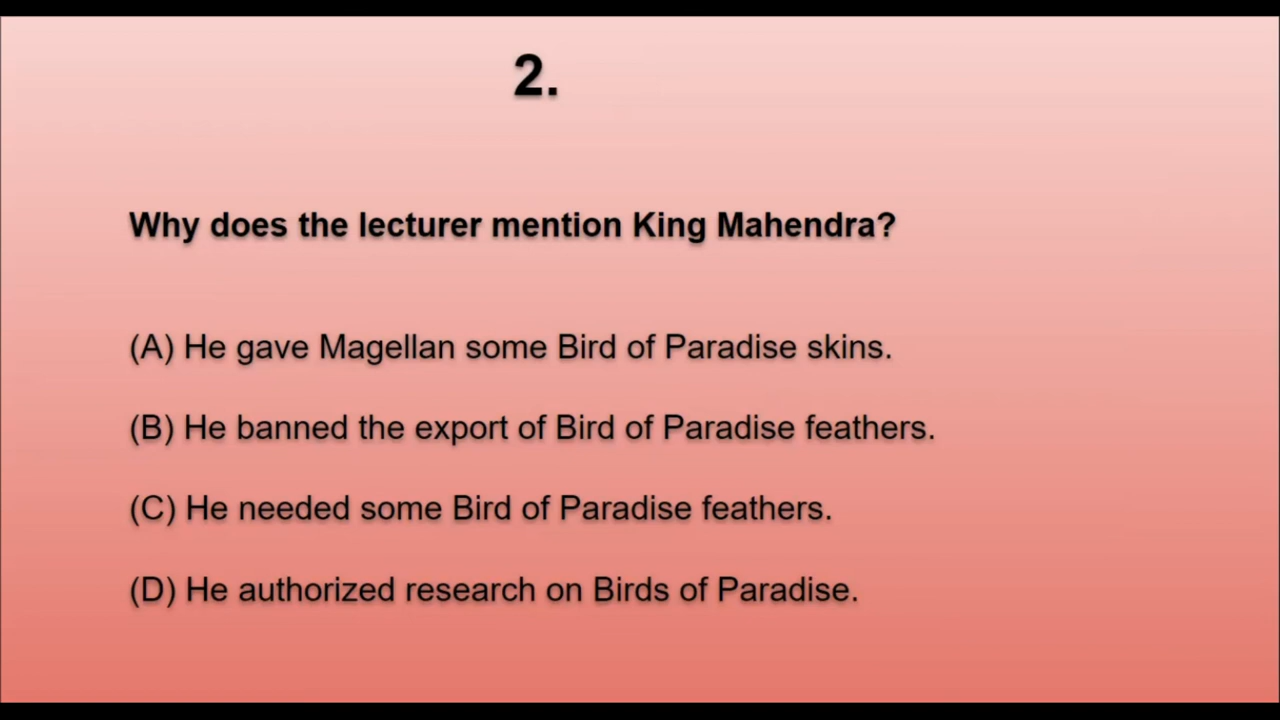 2.
Why does the lecturer mention King Mahendra?
(A) He gave Magellan some Bird of Paradise skins.
(B) He banned the export of Bird of Paradise feathers.
(C) He needed some Bird of Paradise feathers.
(D) He authorized research on Birds of Paradise.